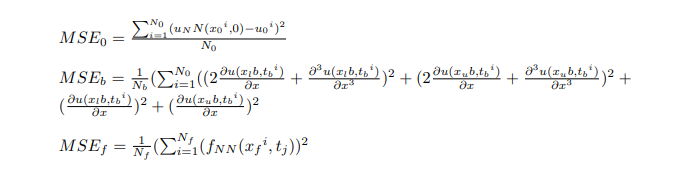 $MSE_0 = \frac{\sum_{i=1}^{N_0}(u_N N(x_0{}^i,0)-u_0{}^i)^2}{N_0}$
$MSE_b = \frac{1}{N_b}(\sum_{i=1}^{N_0}((2\frac{\partial u(x_l b,t_b{}^i)}{\partial x} + \frac{\partial^3 u(x_l b,t_b{}^i)}{\partial x^3})^2 + (2\frac{\partial u(x_u b,t_b{}^i)}{\partial x} + \frac{\partial^3 u(x_u b,t_b{}^i)}{\partial x^3})^2 +$
$(\frac{\partial u(x_l b,t_b{}^i)}{\partial x})^2 + (\frac{\partial u(x_u b,t_b{}^i)}{\partial x})^2$
$MSE_f = \frac{1}{N_f}(\sum_{i=1}^{N_f}(f_{NN}(x_f{}^i,t_j))^2$